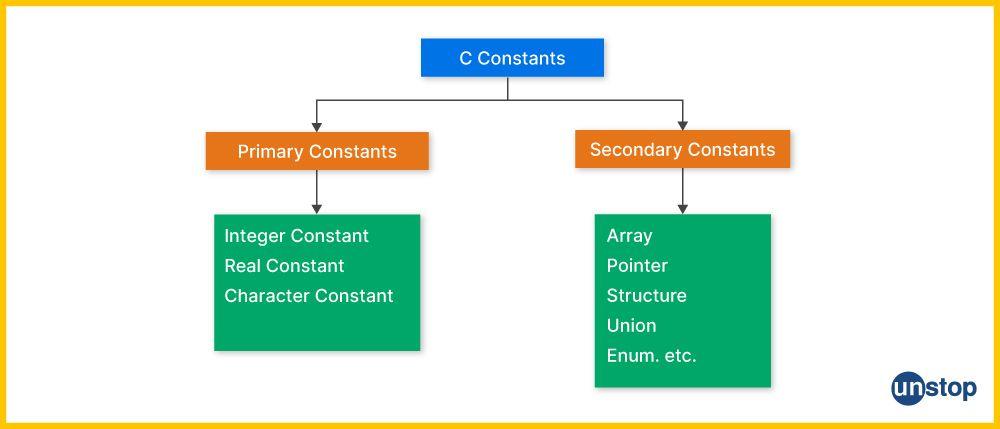 C Constants
Primary Constants
Secondary Constants
Integer Constant
Real Constant
Character Constant
Array
Pointer
Structure
Union
Enum. etc.
unstop